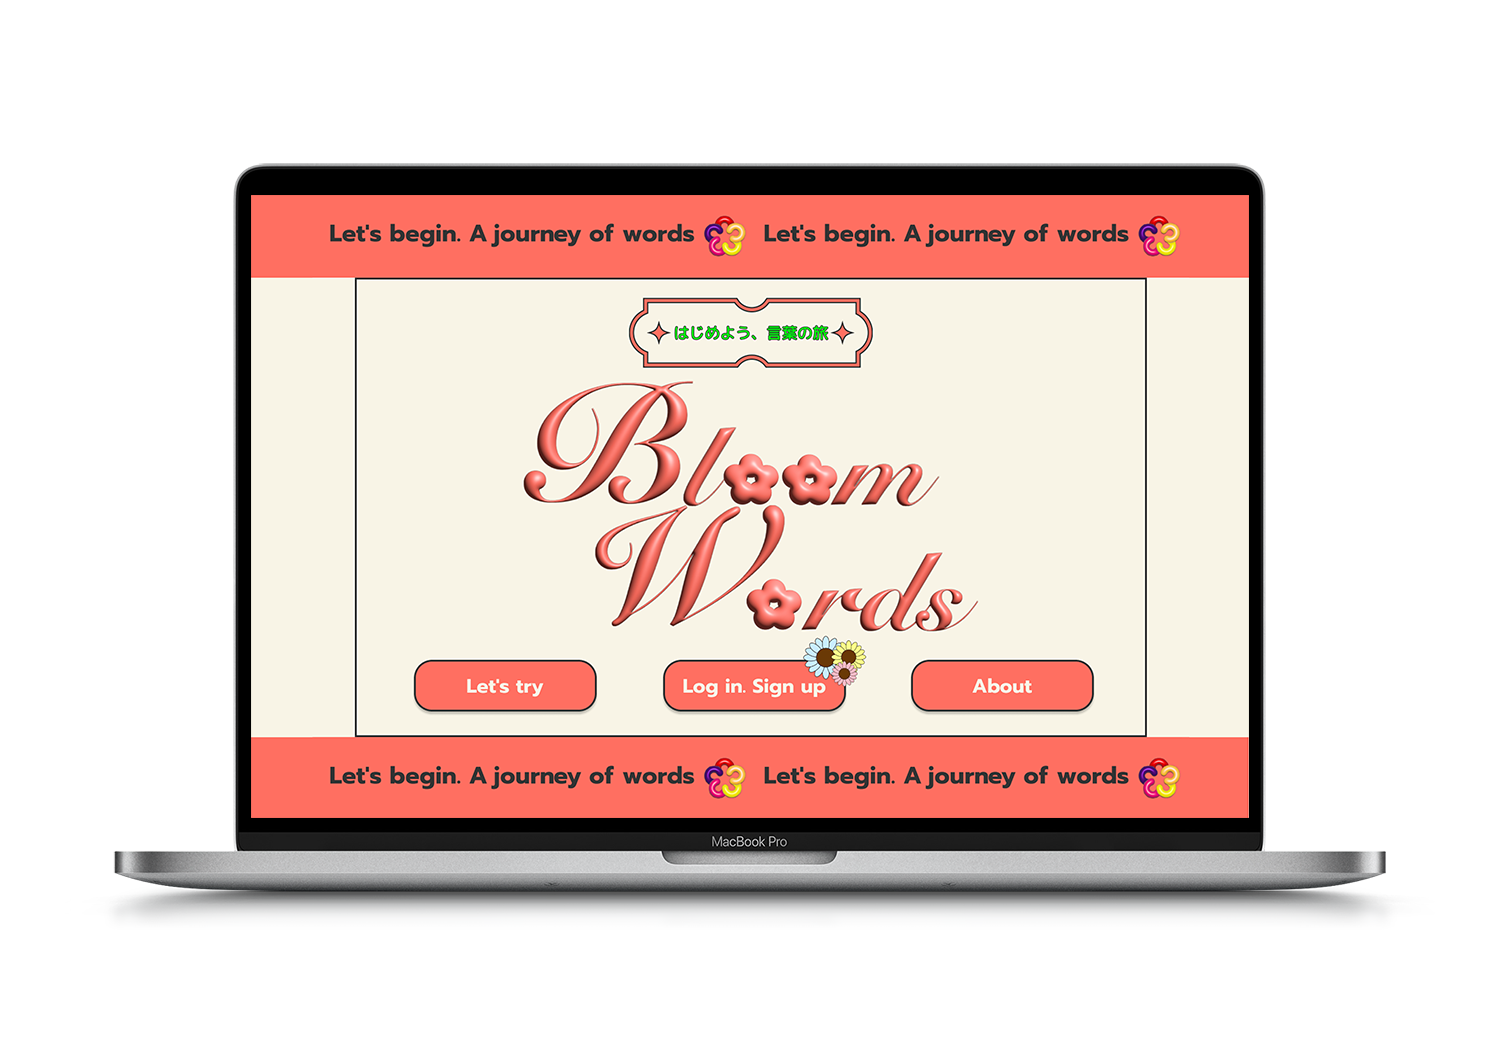 Let's begin. A journey of words Let's begin. A journey of words
はじめよう、言葉の旅
Bloom
Words
Let's try
Log in. Sign up
About
Let's begin. A journey of words Let's begin. A journey of words
MacBook Pro